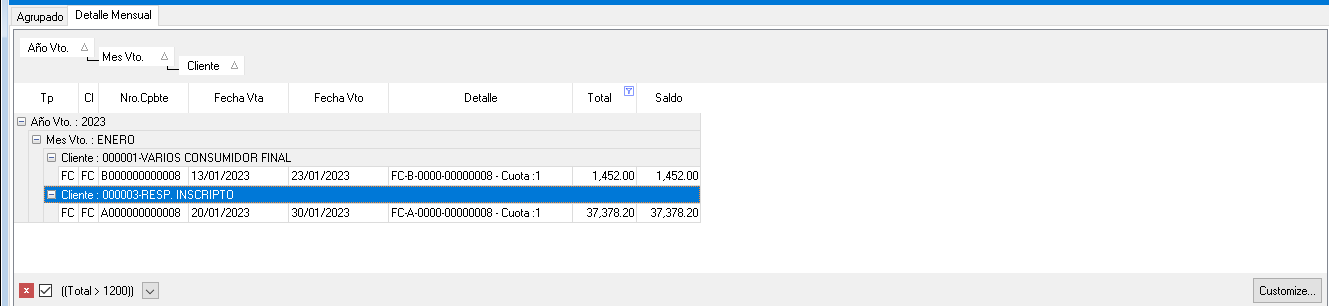 Agrupado Detalle Mensual
Año Vto.
Mes Vto.
Cliente
Tp Cl Nro.Cpbte Fecha Vta Fecha Vto Detalle Total Saldo
Año Vto. : 2023
Mes Vto. : ENERO
Cliente : 000001-VARIOS CONSUMIDOR FINAL
FC FC B000000000008 13/01/2023 23/01/2023 FC-B-0000-00000008 - Cuota :1 1,452.00 1,452.00
Cliente : 000003-RESP. INSCRIPTO
FC FC A000000000008 20/01/2023 30/01/2023 FC-A-0000-00000008 - Cuota :1 37,378.20 37,378.20
((Total > 1200)) Customize...